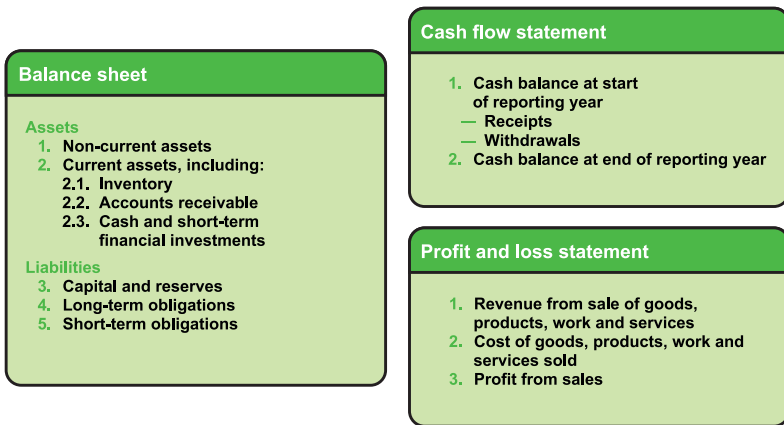 Balance sheet
Assets
1. Non-current assets
2. Current assets, including:
2.1. Inventory
2.2. Accounts receivable
2.3. Cash and short-term
financial investments
Liabilities
3. Capital and reserves
4. Long-term obligations
5. Short-term obligations
Cash flow statement
1. Cash balance at start
of reporting year
— Receipts
— Withdrawals
2. Cash balance at end of reporting year
Profit and loss statement
1. Revenue from sale of goods,
products, work and services
2. Cost of goods, products, work and
services sold
3. Profit from sales